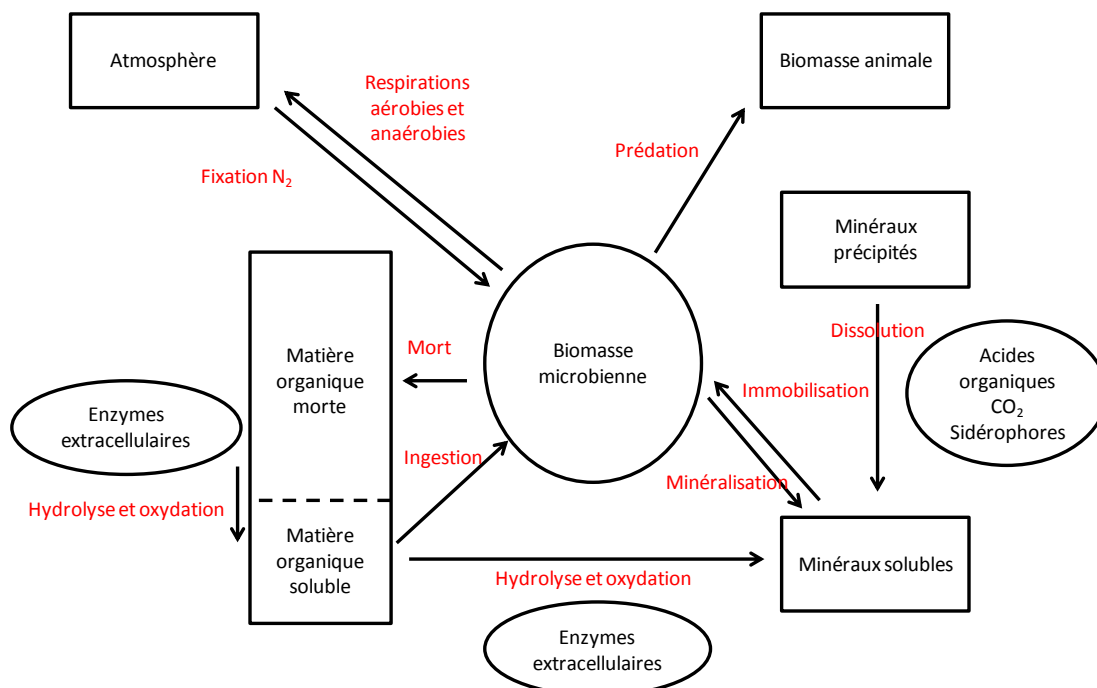 Atmosphère
Biomasse animale
Respirations
aérobies et
anaérobies
Prédation
Fixation N₂
Minéraux
précipités
Dissolution
Acides
organiques
CO₂
Sidérophores
Mort
Biomasse
microbienne
Immobilisation
Matière
organique
morte
Enzymes
extracellulaires
Ingestion
Minéralisation
Hydrolyse et oxydation
Matière
organique
soluble
Minéraux solubles
Hydrolyse et oxydation
Enzymes
extracellulaires